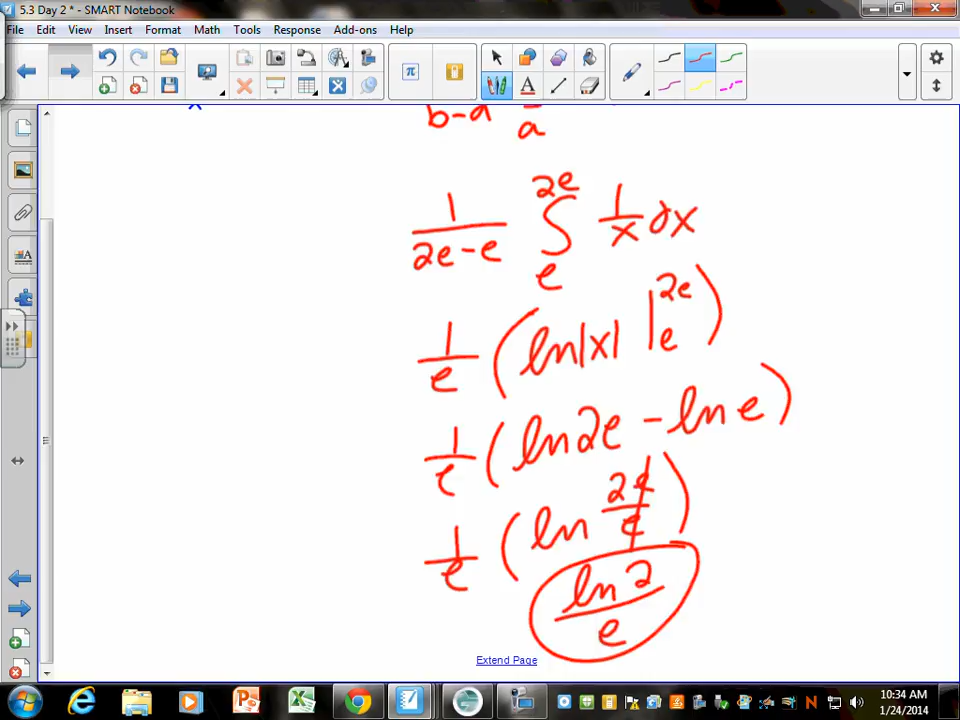 5.3 Day 2 * - SMART Notebook
File Edit View Insert Format Math Tools Response Add-ons Help
b-a a
1/(2e-e) ∫_e^{2e} 1/x dx
1/e (ln|x| |_e^{2e})
1/e (ln2e - ln e)
1/e (ln 2e/e)
ln 2/e
Extend Page
10:34 AM
1/24/2014